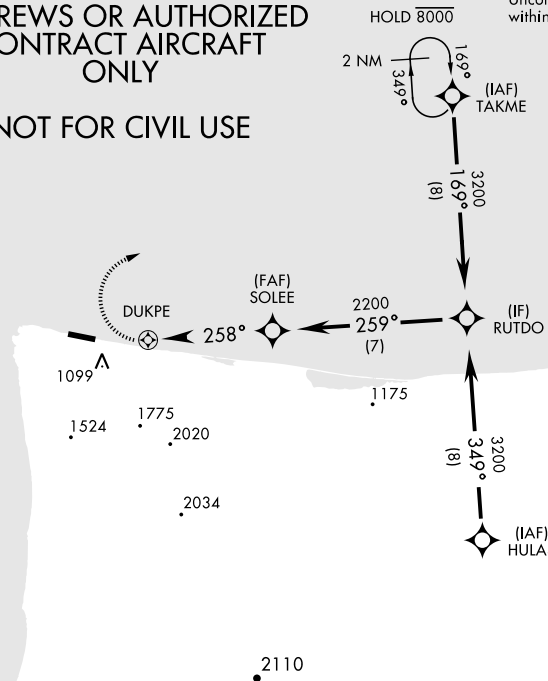 REWS OR AUTHORIZED
ONTRACT AIRCRAFT
ONLY
NOT FOR CIVIL USE
HOLD 8000
within
2 NM
169°
349°
(IAF)
TAKME
3200
169°
(8)
(FAF)
SOLEE
DUKPE
258°
2200
259°
(7)
(IF)
RUTDO
1099
1175
1524
1775
2020
2034
3200
349°
(8)
(IAF)
HULA
2110